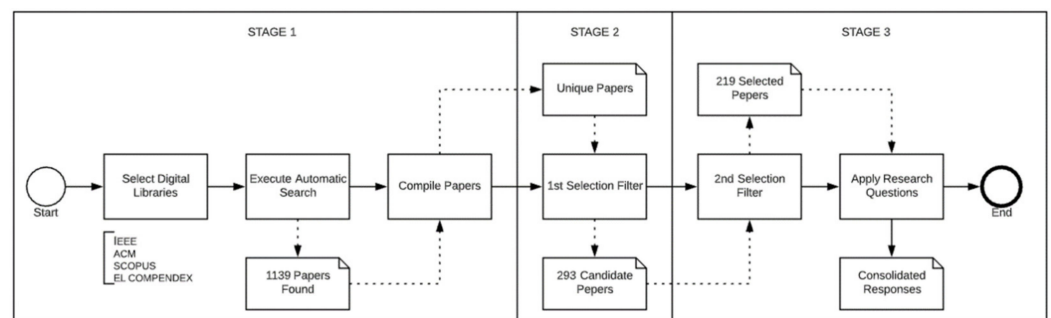 STAGE 1
STAGE 2
STAGE 3
219 Selected
Pepers
Unique Papers
Select Digital
Libraries
Execute Automatic
Search
Compile Papers
1st Selection Filter
2nd Selection
Filter
Apply Research
Questions
Start
End
IEEE
ACM
SCOPUS
EL COMPENDEX
1139 Papers
Found
293 Candidate
Pepers
Consolidated
Responses